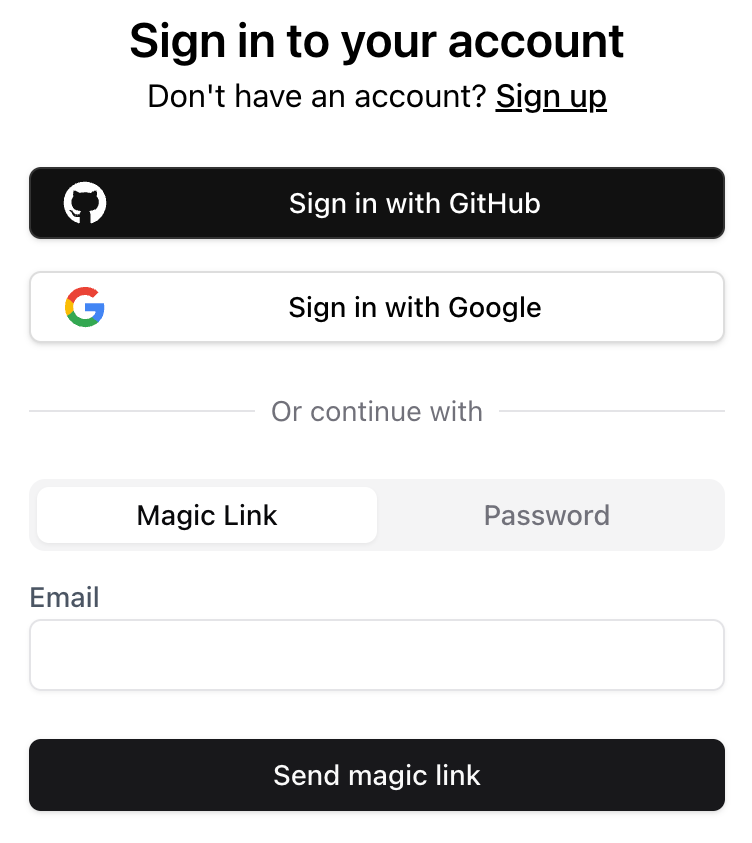 Sign in to your account
Don't have an account? Sign up
Sign in with GitHub
Sign in with Google
Or continue with
Magic Link
Password
Email
Send magic link